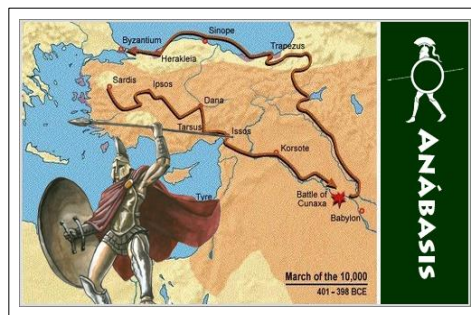 Byzantium
Sinope
Trapezus
Herakleia
Sardis
Ipsos
Dana
Tarsus
Issos
Korsote
Tyre
Battle of
Cunaxa
Babylon
March of the 10,000
401 - 398 BCE
ANÁBASIS